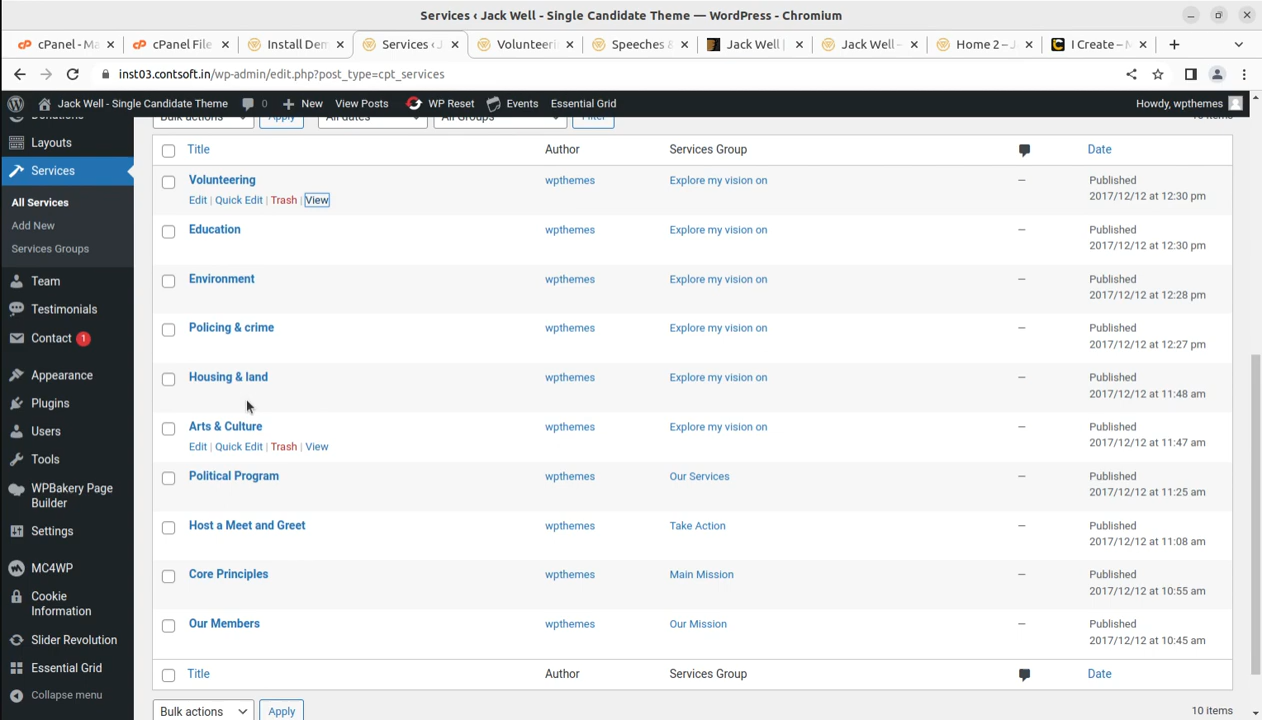 Services ‹ Jack Well - Single Candidate Theme — WordPress - Chromium
cPanel - Ma
cPanel File
Install Den
Services ‹ J
Volunteeri
Speeches &
Jack Well |
Jack Well –
Home 2 – J
I Create – M
inst03.contsoft.in/wp-admin/edit.php?post_type=cpt_services
Jack Well - Single Candidate Theme
0
New
View Posts
WP Reset
Events
Essential Grid
Howdy, wpthemes
Donations
Layouts
Services
All Services
Add New
Services Groups
Team
Testimonials
Contact 1
Appearance
Plugins
Users
Tools
WPBakery Page
Builder
Settings
MC4WP
Cookie
Information
Slider Revolution
Essential Grid
Collapse menu
Bulk actions
Apply
All dates
All Groups
Filter
10 items
Title Author Services Group Date
Volunteering wpthemes Explore my vision on — Published
Edit | Quick Edit | Trash | View 2017/12/12 at 12:30 pm
Education wpthemes Explore my vision on — Published
2017/12/12 at 12:30 pm
Environment wpthemes Explore my vision on — Published
2017/12/12 at 12:28 pm
Policing & crime wpthemes Explore my vision on — Published
2017/12/12 at 12:27 pm
Housing & land wpthemes Explore my vision on — Published
2017/12/12 at 11:48 am
Arts & Culture wpthemes Explore my vision on — Published
Edit | Quick Edit | Trash | View 2017/12/12 at 11:47 am
Political Program wpthemes Our Services — Published
2017/12/12 at 11:25 am
Host a Meet and Greet wpthemes Take Action — Published
2017/12/12 at 11:08 am
Core Principles wpthemes Main Mission — Published
2017/12/12 at 10:55 am
Our Members wpthemes Our Mission — Published
2017/12/12 at 10:45 am
Title Author Services Group Date
Bulk actions
Apply
10 items